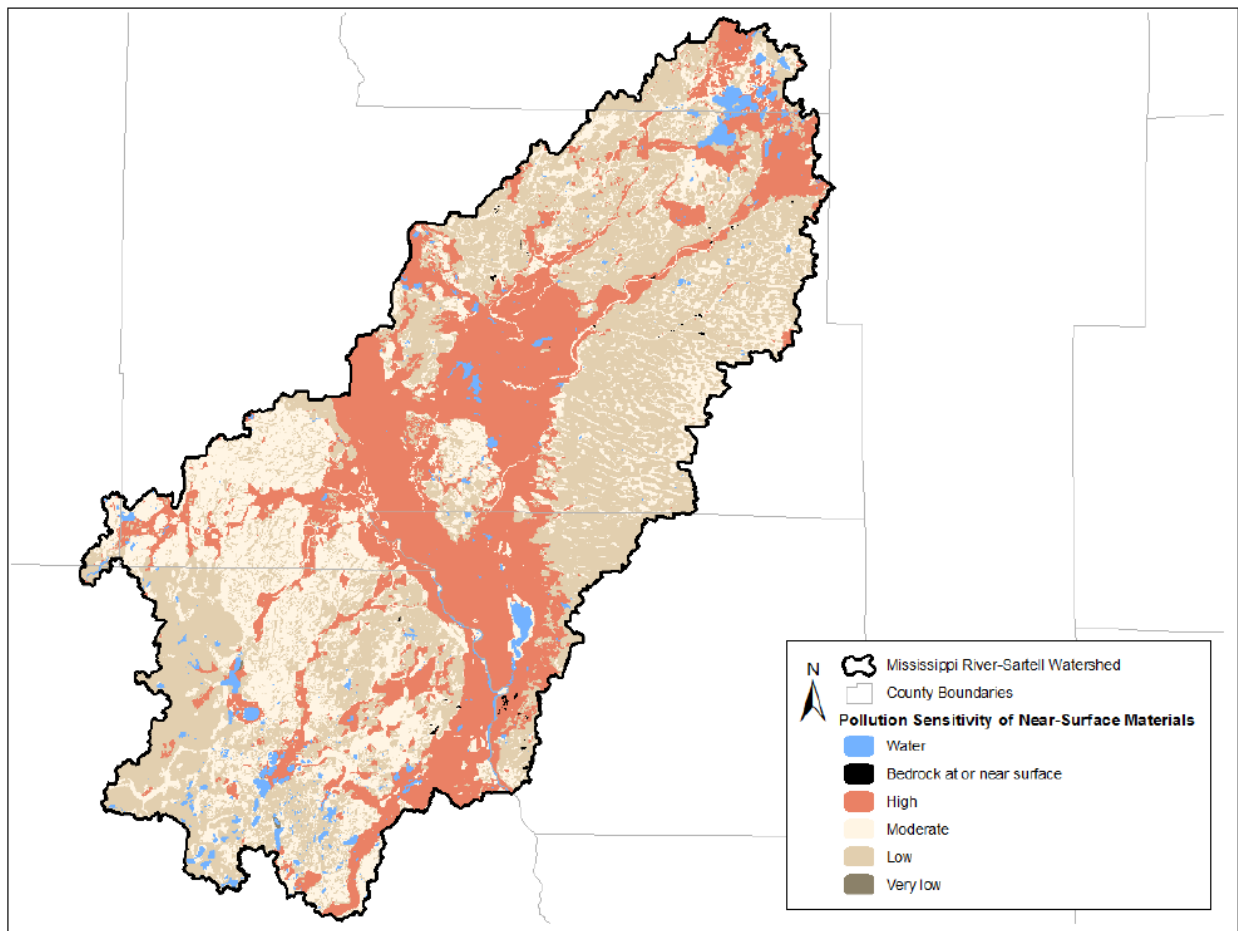 N
Mississippi River-Sartell Watershed
County Boundaries
Pollution Sensitivity of Near-Surface Materials
Water
Bedrock at or near surface
High
Moderate
Low
Very low